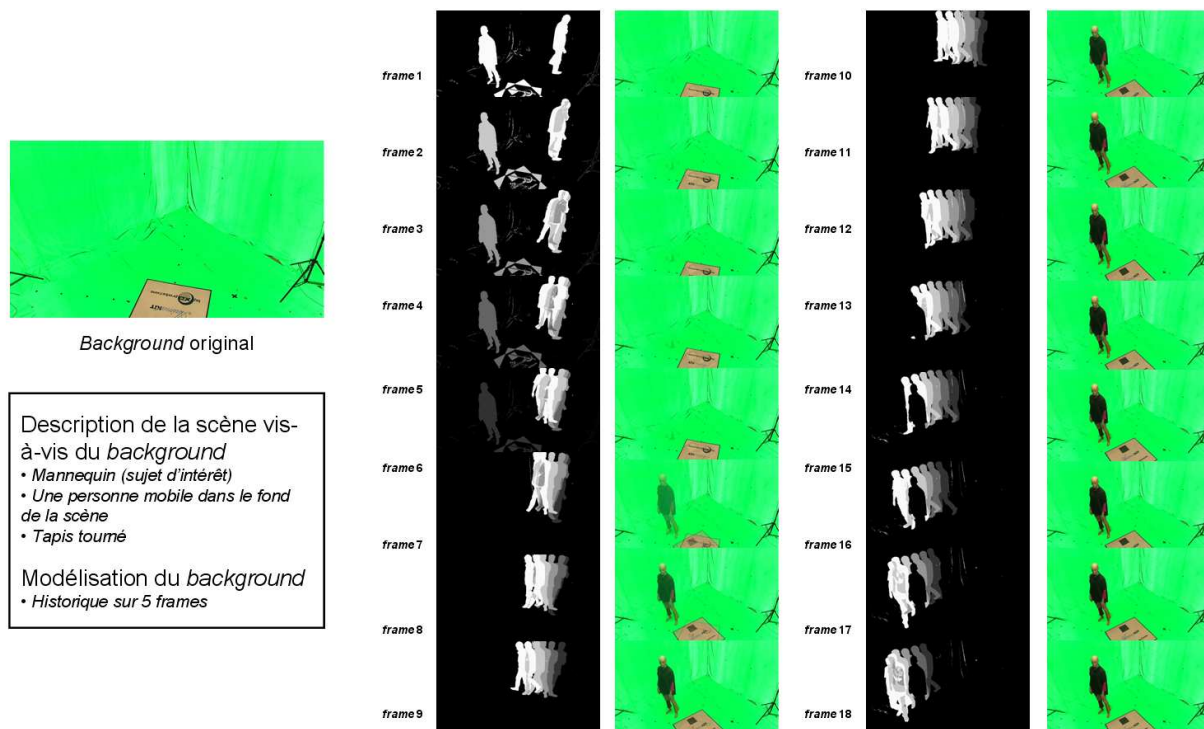 frame 1
frame 2
frame 3
frame 4
frame 5
frame 6
frame 7
frame 8
frame 9
Background original
Description de la scène vis-
à-vis du background
• Mannequin (sujet d'intérêt)
• Une personne mobile dans le fond
de la scène
• Tapis tourné
Modélisation du background
• Historique sur 5 frames
frame 10
frame 11
frame 12
frame 13
frame 14
frame 15
frame 16
frame 17
frame 18